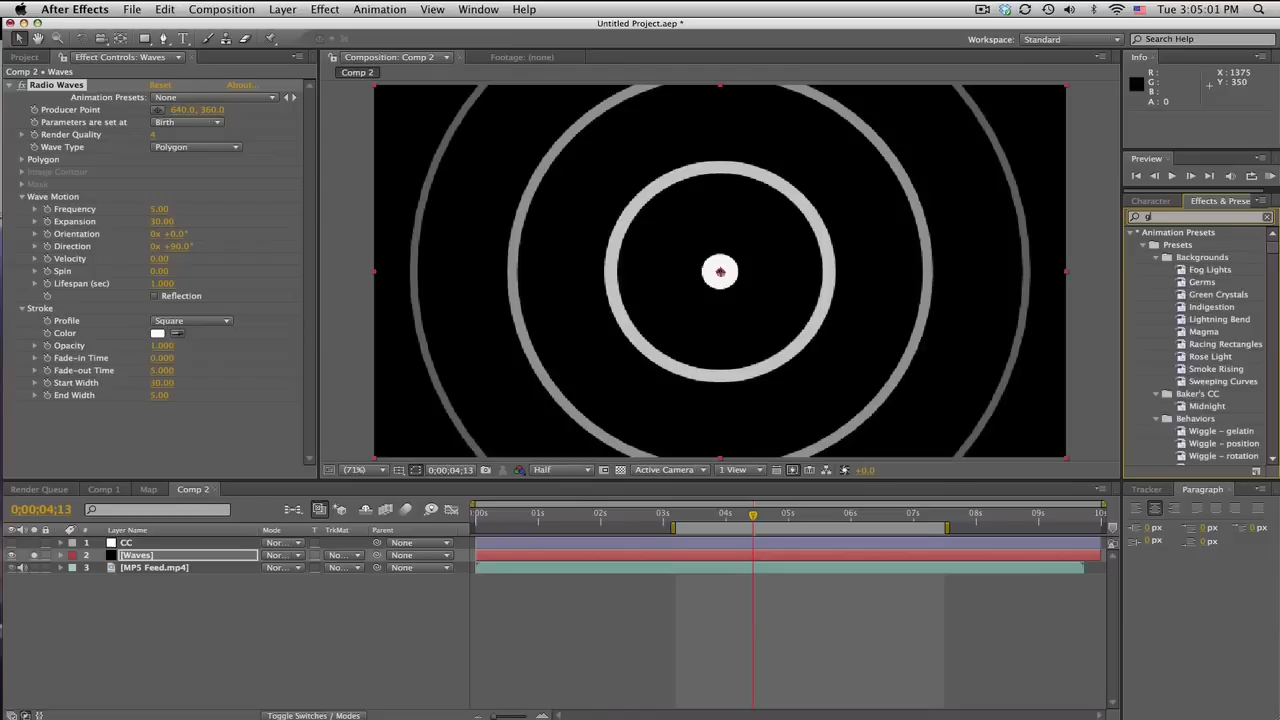 After Effects File Edit Composition Layer Effect Animation View Window Help Tue 3:05:01 PM
Untitled Project.aep *
Workspace: Standard Search Help
Project Effect Controls: Waves Composition: Comp 2 Footage: (none) Info
Comp 2 • Waves
Comp 2
Radio Waves Reset About...
Animation Presets: None
Producer Point 640.0, 360.0
Parameters are set at Birth
Render Quality 4
Wave Type Polygon
Polygon
Image Contour
Mask
Wave Motion
Frequency 5.00
Expansion 30.00
Orientation 0x +0.0°
Direction 0x +90.0°
Velocity 0.00
Spin 0.00
Lifespan (sec) 1.000
Reflection
Stroke
Profile Square
Color
Opacity 1.000
Fade-in Time 0.000
Fade-out Time 5.000
Start Width 30.00
End Width 5.00
(71%) 0;00;04;13 Half Active Camera 1 View +0.0
R : X : 1375
G : Y : 350
B :
A : 0
Preview
Character Effects & Prese
g
* Animation Presets
Presets
Backgrounds
Fog Lights
Germs
Green Crystals
Indigestion
Lightning Bend
Magma
Racing Rectangles
Rose Light
Smoke Rising
Sweeping Curves
Baker's CC
Midnight
Behaviors
Wiggle - gelatin
Wiggle - position
Wiggle - rotation
Render Queue Comp 1 Map Comp 2
0;00;04;13
:00s 01s 02s 03s 04s 05s 06s 07s 08s 09s 10s
# Layer Name Mode T TrkMat Parent
1 CC Nor... None
2 [Waves] Nor... No... None
3 [MP5 Feed.mp4] Nor... No... None
Toggle Switches / Modes
Tracker Paragraph
0 px 0 px 0 px
0 px 0 px